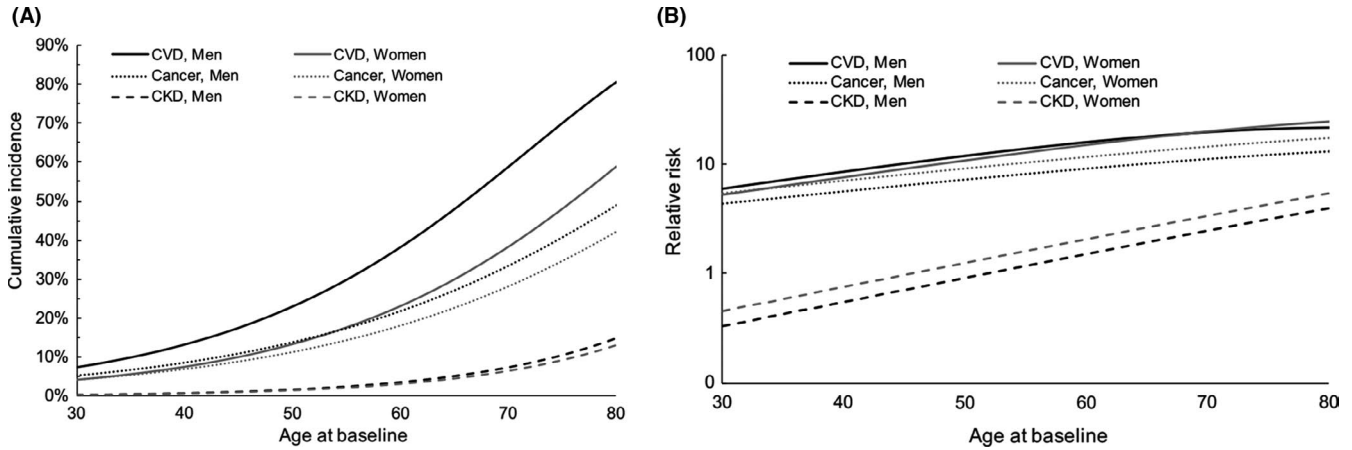 (A)
90%
80%
70%
60%
50%
40%
30%
20%
10%
0%
Cumulative incidence
CVD, Men
CVD, Women
Cancer, Men
Cancer, Women
CKD, Men
CKD, Women
30 40 50 60 70 80
Age at baseline
(B)
100
10
1
0
Relative risk
CVD, Men
CVD, Women
Cancer, Men
Cancer, Women
CKD, Men
CKD, Women
30 40 50 60 70 80
Age at baseline